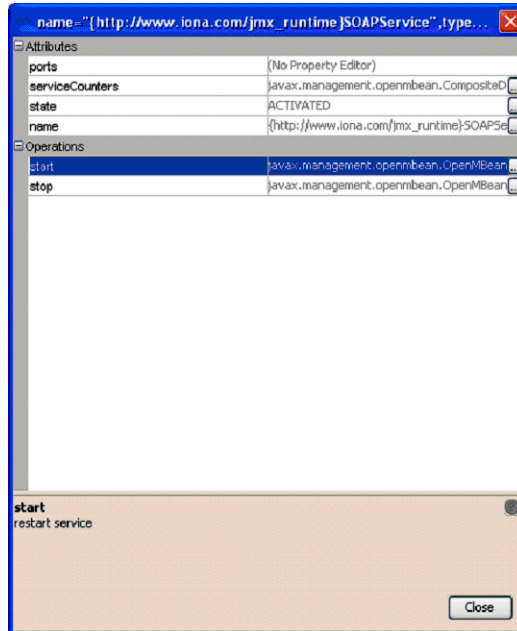 name="{http://www.iona.com/jmx_runtime}SOAPService",type...
Attributes
ports (No Property Editor)
serviceCounters javax.management.openmbean.CompositeD
state ACTIVATED
name {http://www.iona.com/jmx_runtime}SOAPSe
Operations
start javax.management.openmbean.OpenMBean
stop javax.management.openmbean.OpenMBean
start
restart service
Close